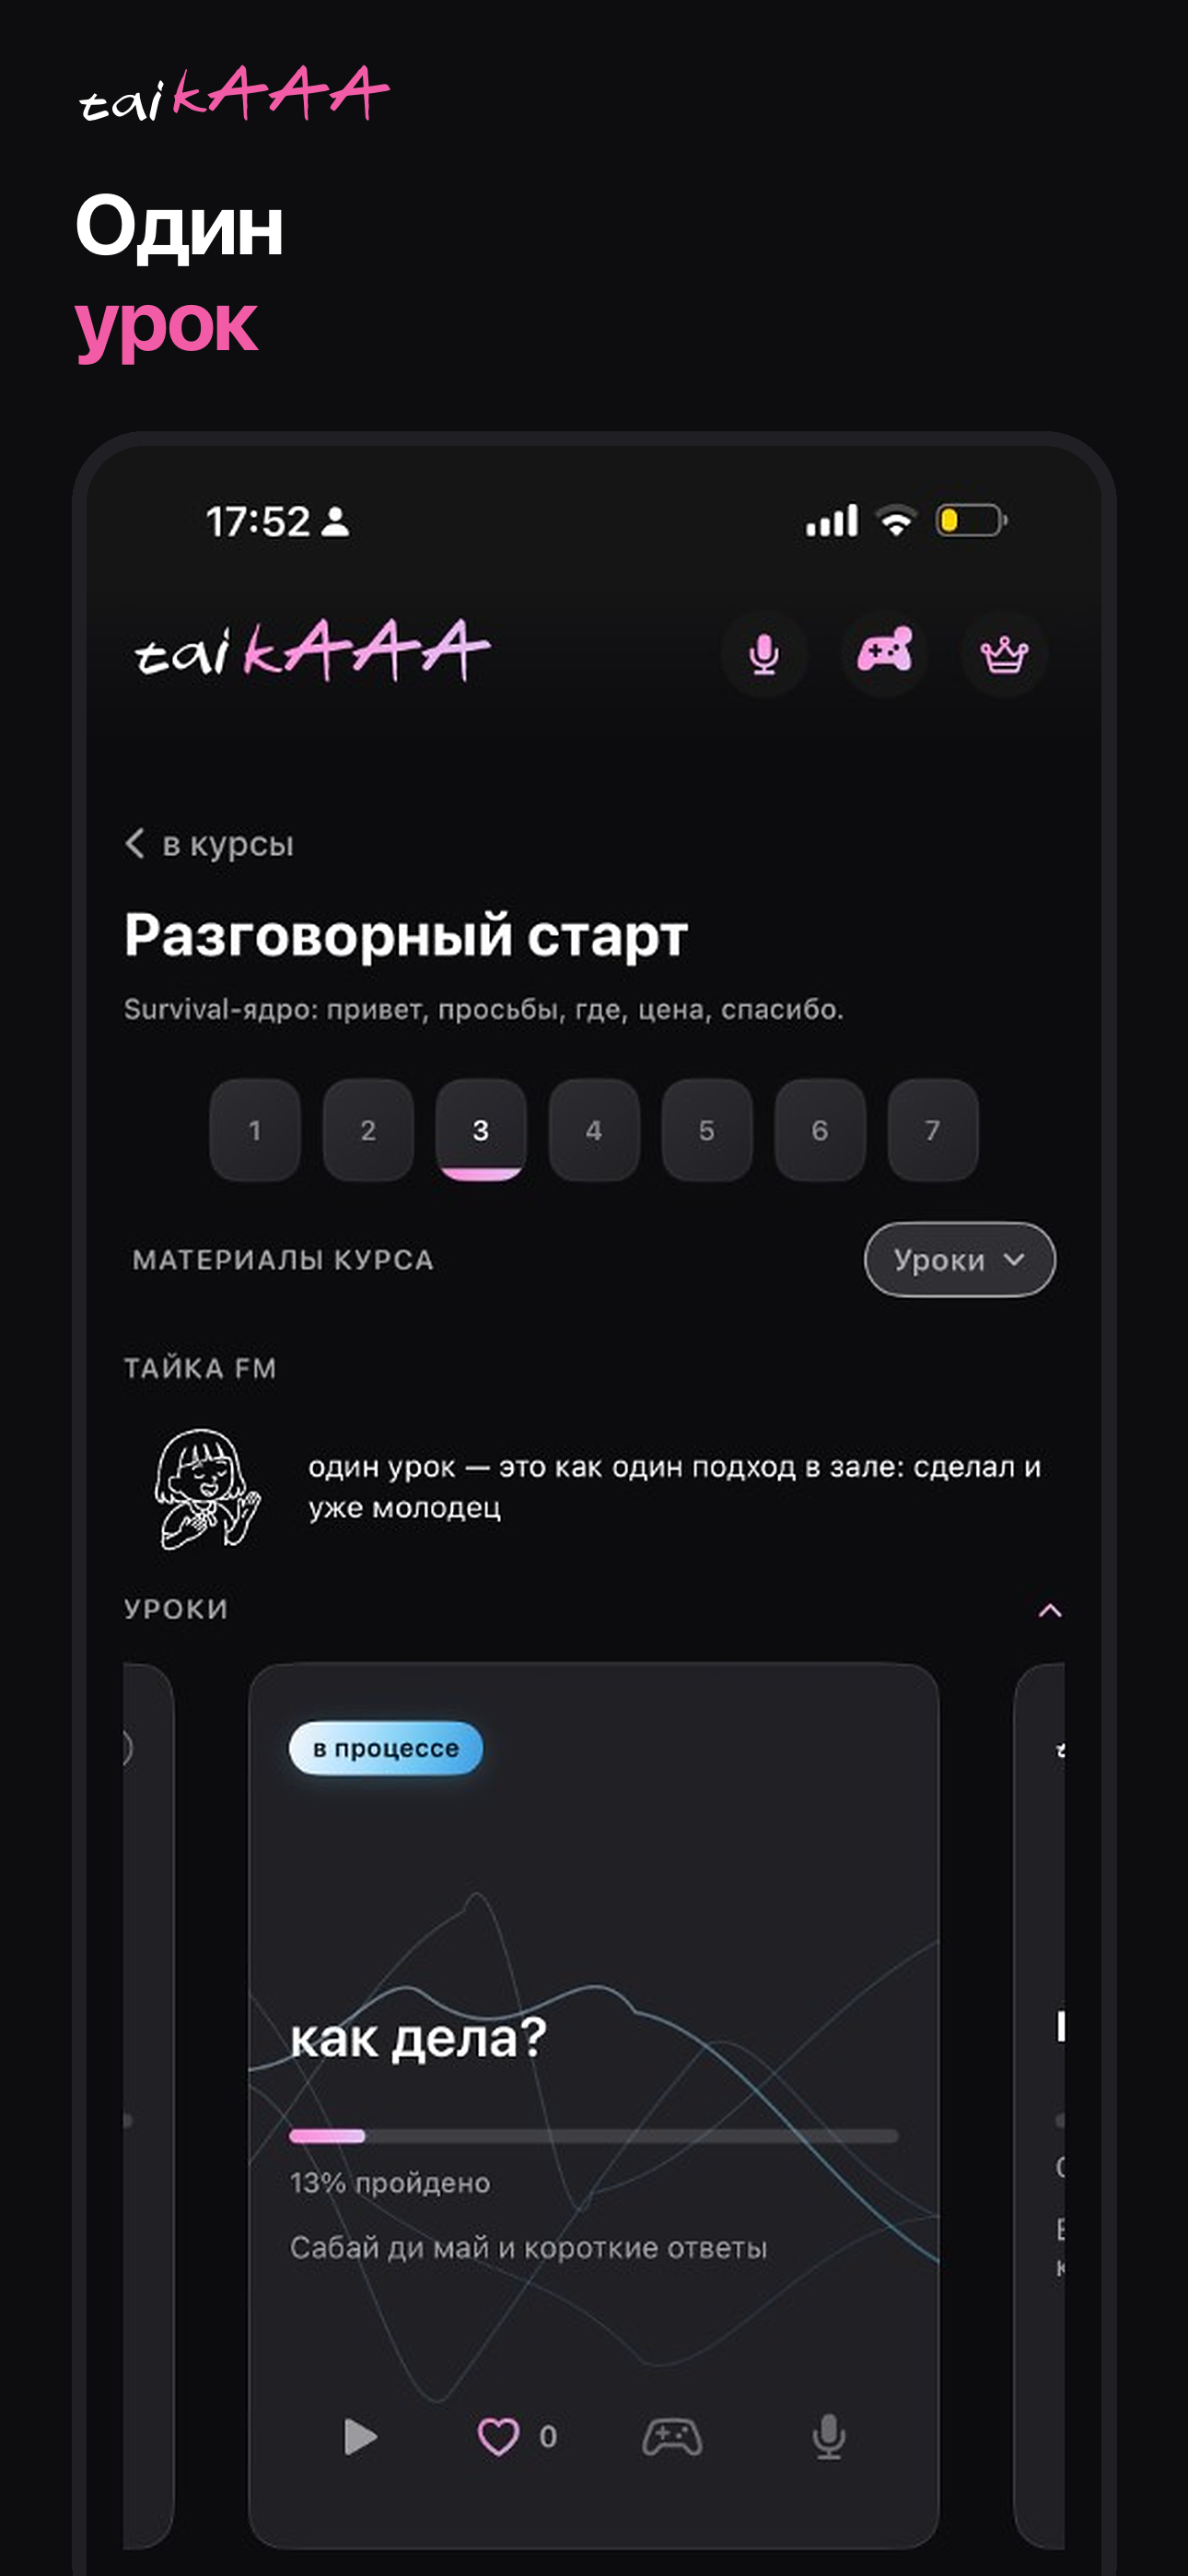 taikAAA
Один
урок
17:52
taikAAA
в курсы
Разговорный старт
Survival-ядро: привет, просьбы, где, цена, спасибо.
1 2 3 4 5 6 7
МАТЕРИАЛЫ КУРСА
Уроки
ТАЙКА FM
один урок — это как один подход в зале: сделал и
уже молодец
УРОКИ
в процессе
как дела?
13% пройдено
Сабай ди май и короткие ответы
0